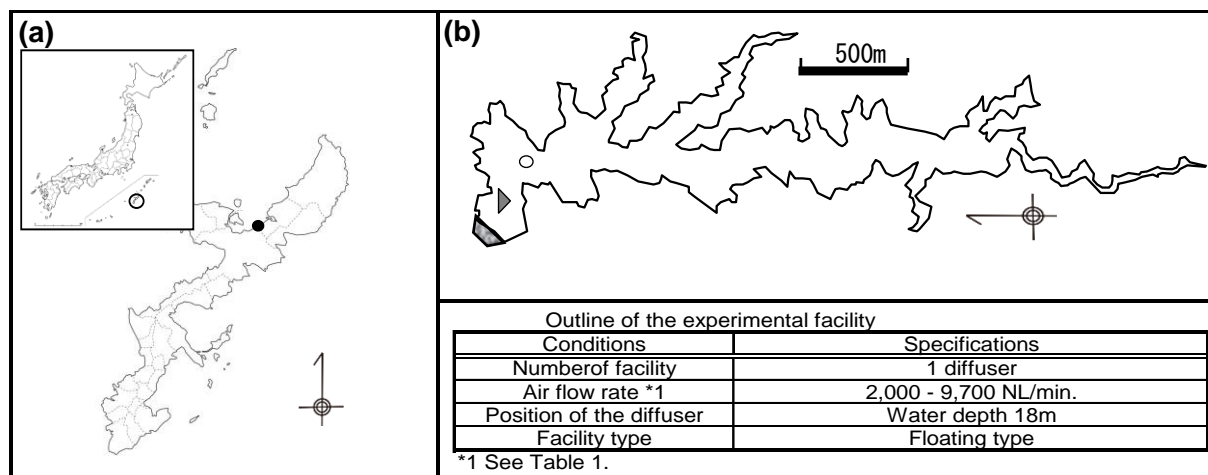 (a)
(b)
500m
Outline of the experimental facility
Conditions Specifications
Numberof facility 1 diffuser
Air flow rate *1 2,000 - 9,700 NL/min.
Position of the diffuser Water depth 18m
Facility type Floating type
*1 See Table 1.